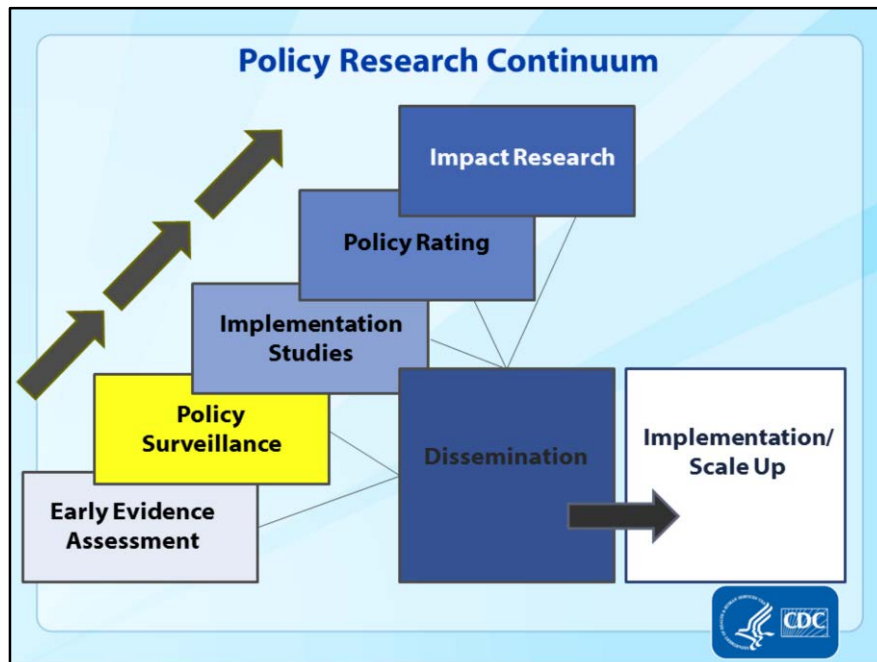 Policy Research Continuum
Impact Research
Policy Rating
Implementation
Studies
Policy
Surveillance
Early Evidence
Assessment
Dissemination
Implementation/
Scale Up
CDC